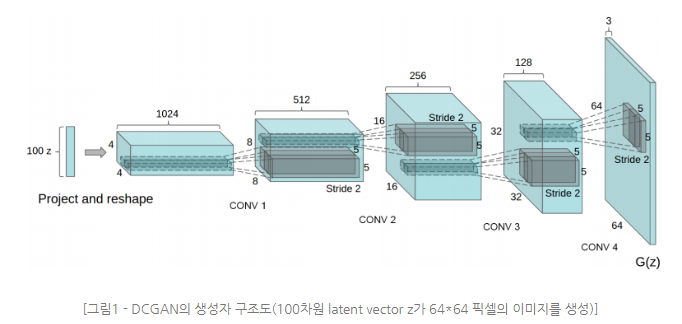 100 z
Project and reshape
1024
4
4
CONV 1
512
8
8
5
5
Stride 2
CONV 2
256
16
16
Stride 2
5
5
CONV 3
128
32
32
5
5
Stride 2
CONV 4
3
64
64
5
5
Stride 2
G(z)
[그림1 - DCGAN의 생성자 구조도(100차원 latent vector z가 64*64 픽셀의 이미지를 생성)]